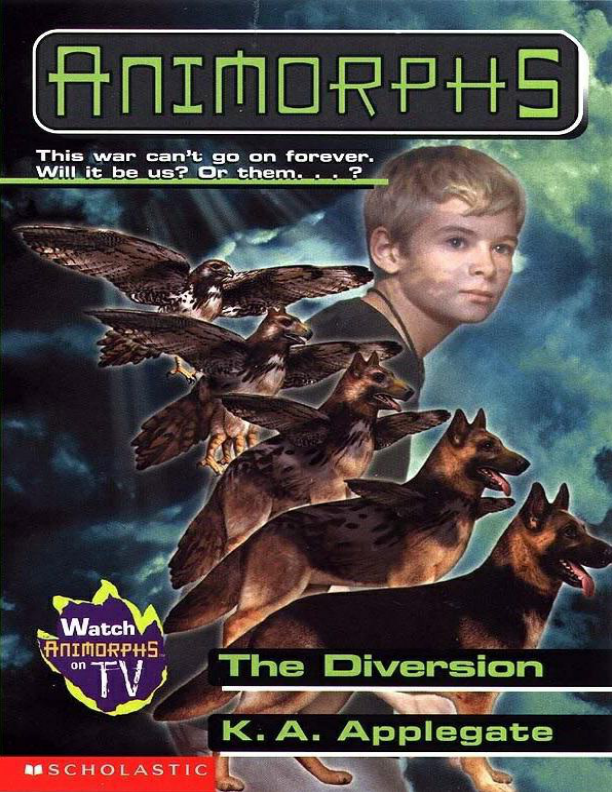 ANIMORPHS
This war can't go on forever.
Will it be us? Or them. . . ?
Watch
ANIMORPHS
on
TV
The Diversion
K. A. Applegate
SCHOLASTIC